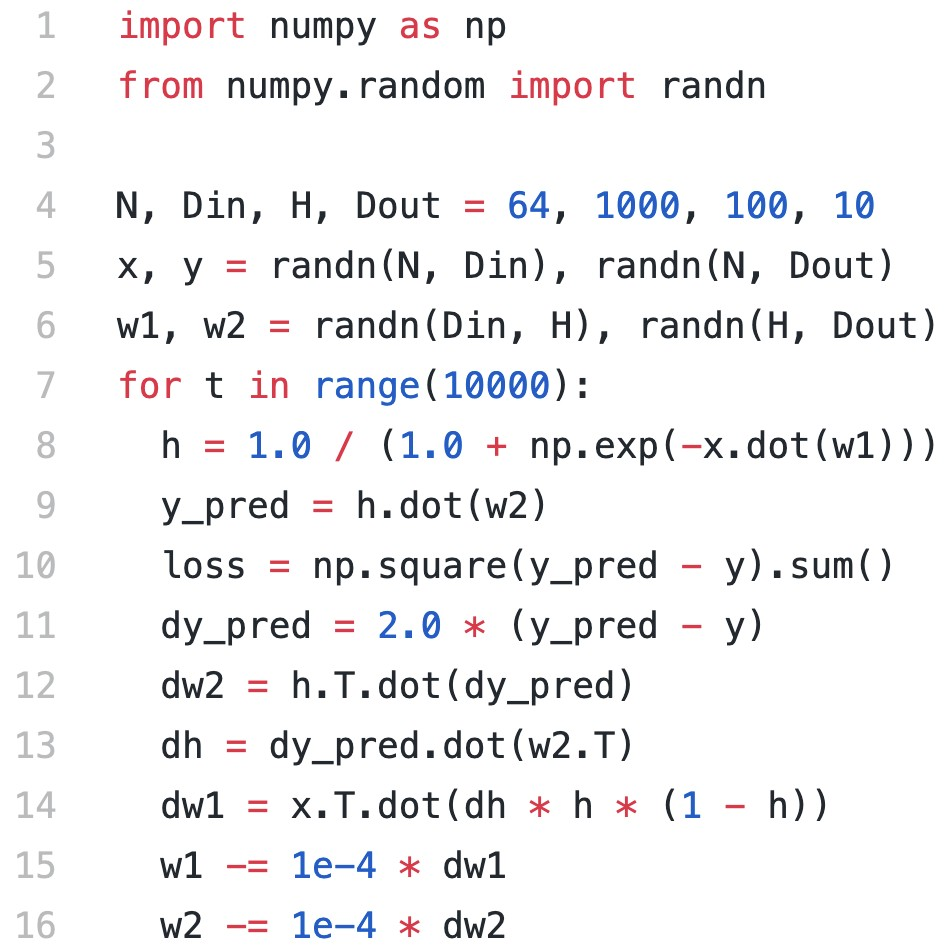 1 import numpy as np
2 from numpy.random import randn
3
4 N, Din, H, Dout = 64, 1000, 100, 10
5 x, y = randn(N, Din), randn(N, Dout)
6 w1, w2 = randn(Din, H), randn(H, Dout)
7 for t in range(10000):
8   h = 1.0 / (1.0 + np.exp(-x.dot(w1)))
9   y_pred = h.dot(w2)
10   loss = np.square(y_pred - y).sum()
11   dy_pred = 2.0 * (y_pred - y)
12   dw2 = h.T.dot(dy_pred)
13   dh = dy_pred.dot(w2.T)
14   dw1 = x.T.dot(dh * h * (1 - h))
15   w1 -= 1e-4 * dw1
16   w2 -= 1e-4 * dw2